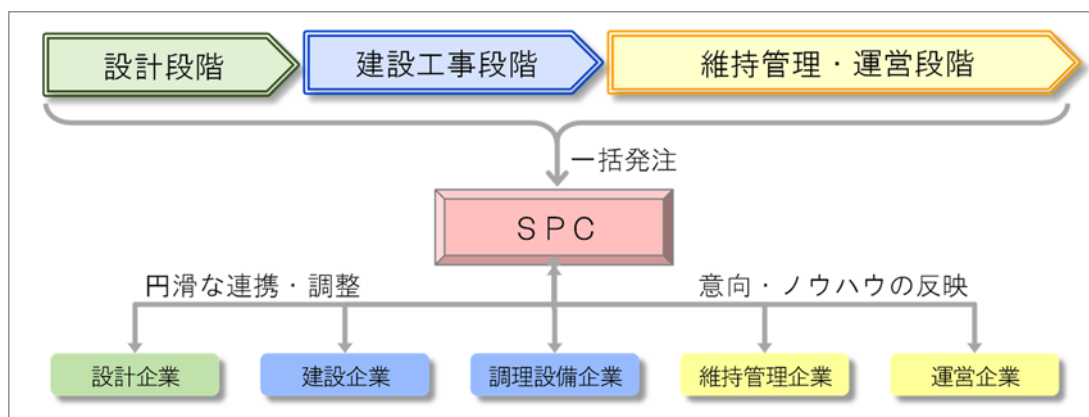 設計段階
建設工事段階
維持管理・運営段階
一括発注
ＳＰＣ
円滑な連携・調整
意向・ノウハウの反映
設計企業
建設企業
調理設備企業
維持管理企業
運営企業